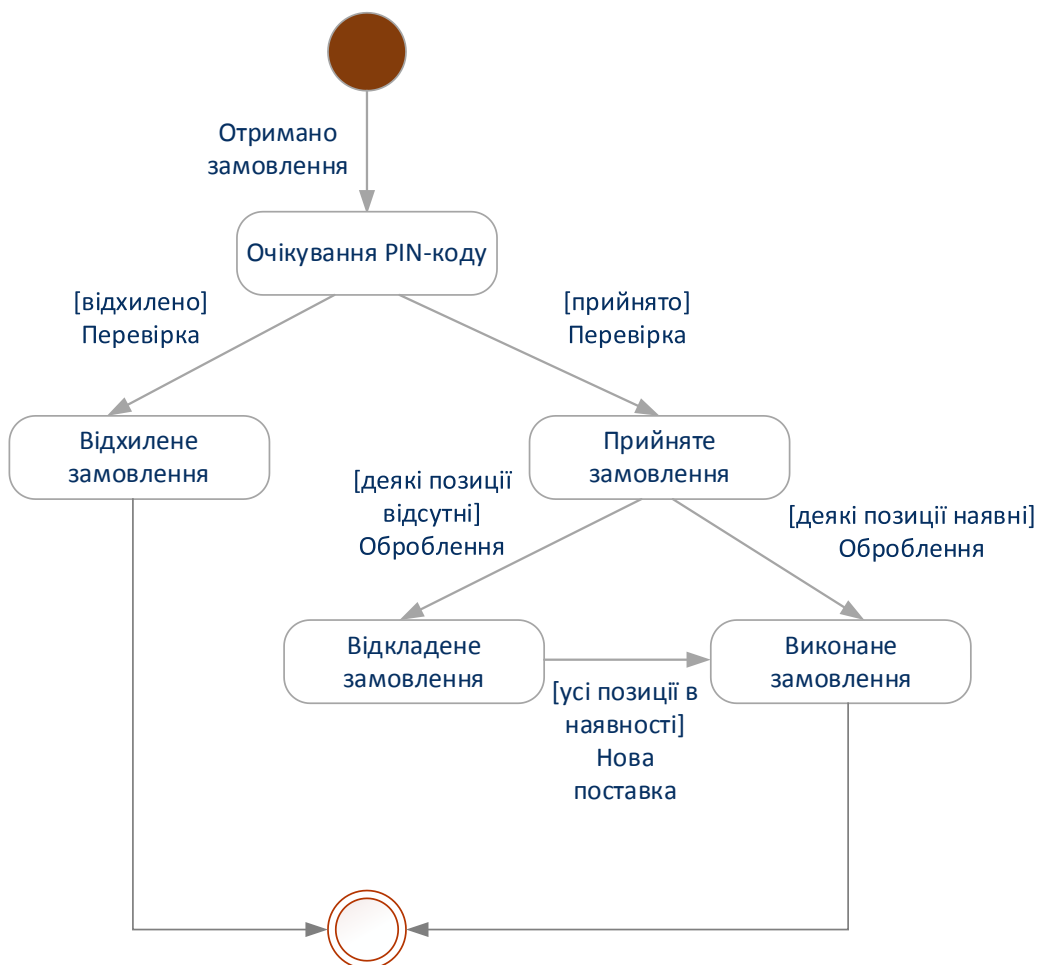 Отримано
замовлення
Очікування PIN-коду
[відхилено]
Перевірка
[прийнято]
Перевірка
Відхилене
замовлення
Прийняте
замовлення
[деякі позиції
відсутні]
Оброблення
[деякі позиції наявні]
Оброблення
Відкладене
замовлення
Виконане
замовлення
[усі позиції в
наявності]
Нова
поставка